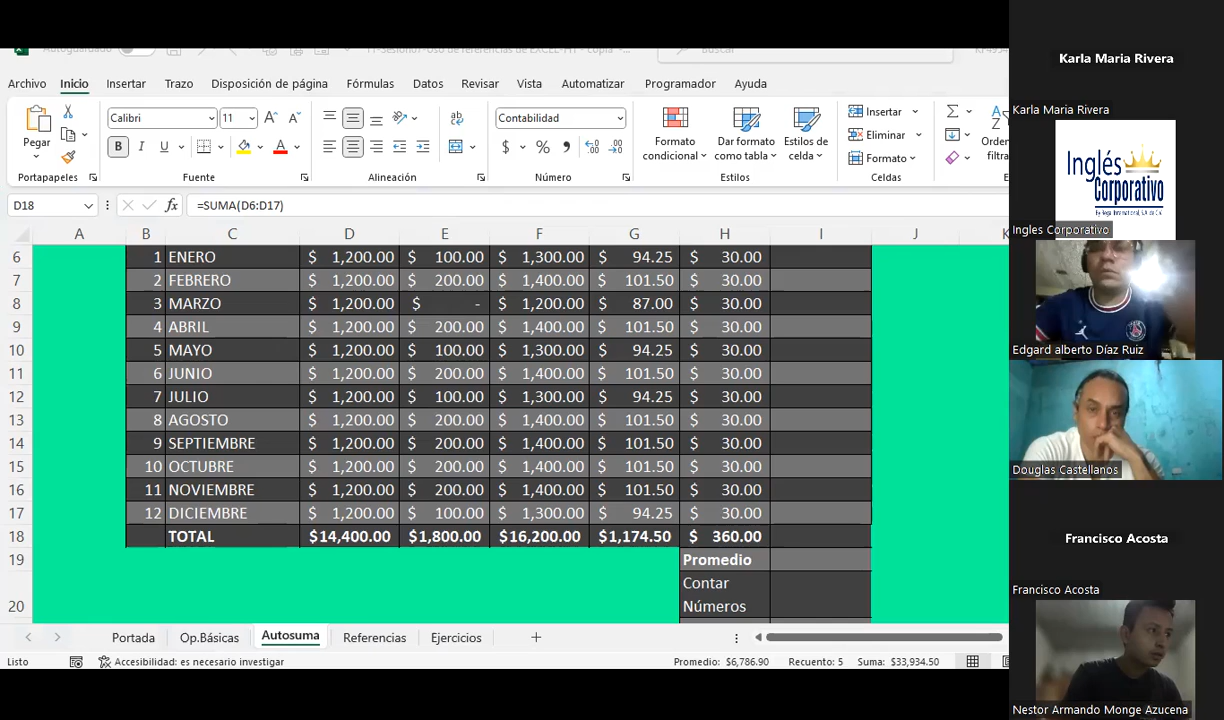 Autoguardado
11-Sesión01-Uso de referencias de EXCEL-HT - copia -...
Buscar
Archivo Inicio Insertar Trazo Disposición de página Fórmulas Datos Revisar Vista Automatizar Programador Ayuda
Pegar
Calibri 11
N K S
Contabilidad
$ % 000
Formato condicional
Dar formato como tabla
Estilos de celda
Insertar
Eliminar
Formato
Portapapeles Fuente Alineación Número Estilos Celdas
D18 fx =SUMA(D6:D17)
A B C D E F G H I J K
6 1 ENERO $ 1,200.00 $ 100.00 $ 1,300.00 $ 94.25 $ 30.00
7 2 FEBRERO $ 1,200.00 $ 200.00 $ 1,400.00 $ 101.50 $ 30.00
8 3 MARZO $ 1,200.00 $ - $ 1,200.00 $ 87.00 $ 30.00
9 4 ABRIL $ 1,200.00 $ 200.00 $ 1,400.00 $ 101.50 $ 30.00
10 5 MAYO $ 1,200.00 $ 100.00 $ 1,300.00 $ 94.25 $ 30.00
11 6 JUNIO $ 1,200.00 $ 200.00 $ 1,400.00 $ 101.50 $ 30.00
12 7 JULIO $ 1,200.00 $ 100.00 $ 1,300.00 $ 94.25 $ 30.00
13 8 AGOSTO $ 1,200.00 $ 200.00 $ 1,400.00 $ 101.50 $ 30.00
14 9 SEPTIEMBRE $ 1,200.00 $ 200.00 $ 1,400.00 $ 101.50 $ 30.00
15 10 OCTUBRE $ 1,200.00 $ 200.00 $ 1,400.00 $ 101.50 $ 30.00
16 11 NOVIEMBRE $ 1,200.00 $ 200.00 $ 1,400.00 $ 101.50 $ 30.00
17 12 DICIEMBRE $ 1,200.00 $ 100.00 $ 1,300.00 $ 94.25 $ 30.00
18 TOTAL $14,400.00 $1,800.00 $16,200.00 $1,174.50 $ 360.00
19 Promedio
Contar
20 Números
Portada Op.Básicas Autosuma Referencias Ejercicios +
Listo Accesibilidad: es necesario investigar Promedio: $6,786.90 Recuento: 5 Suma: $33,934.50
Karla Maria Rivera
Karla Maria Rivera
Inglés
Corporativo
Ingles Corporativo
Edgard alberto Díaz Ruiz
Douglas Castellanos
Francisco Acosta
Francisco Acosta
Nestor Armando Monge Azucena